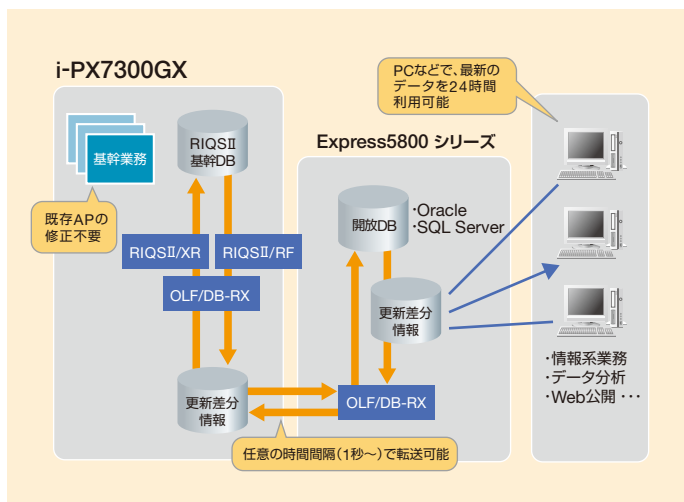 i-PX7300GX
基幹業務
既存APの
修正不要
RIQSⅡ
基幹DB
RIQSⅡ/XR
RIQSⅡ/RF
OLF/DB-RX
更新差分
情報
Express5800 シリーズ
開放DB
・Oracle
・SQL Server
更新差分
情報
OLF/DB-RX
任意の時間間隔(1秒〜)で転送可能
PCなどで、最新の
データを24時間
利用可能
・情報系業務
・データ分析
・Web公開 ・・・